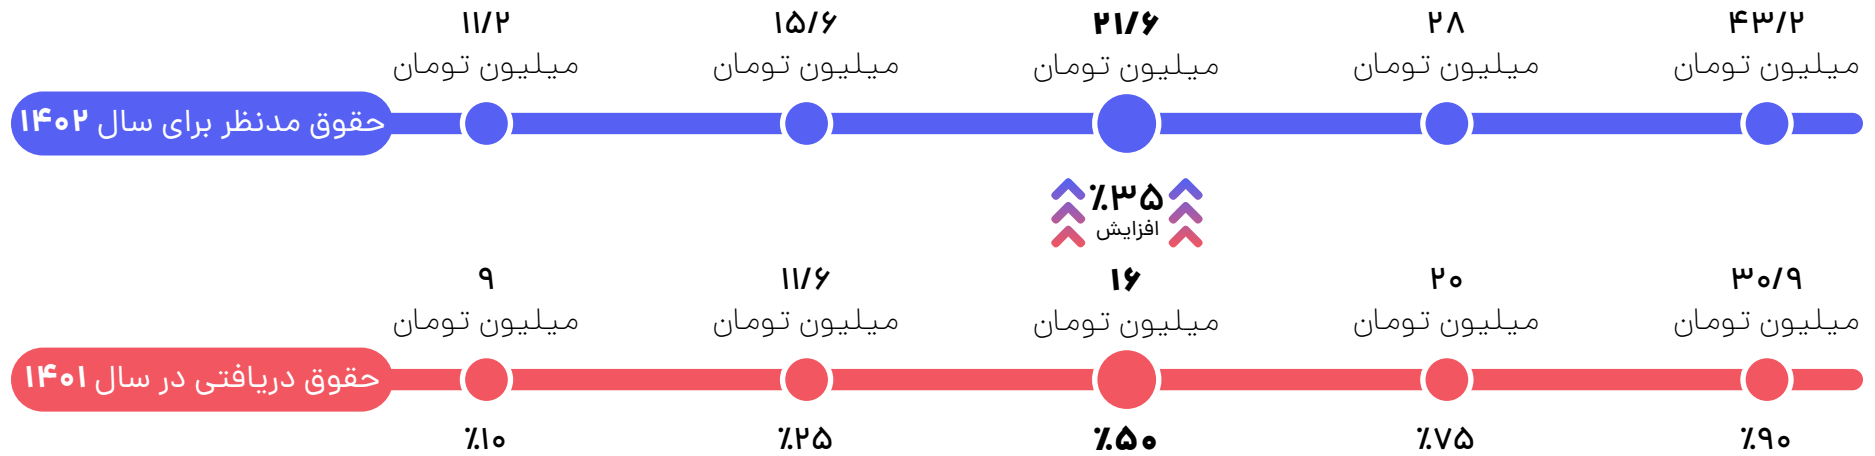 ۱۱/۲
میلیون تومان
۱۵/۶
میلیون تومان
۲۱/۶
میلیون تومان
۲۸
میلیون تومان
۴۳/۲
میلیون تومان
حقوق مدنظر برای سال ۱۴۰۲
٪۳۵
افزایش
۹
میلیون تومان
۱۱/۶
میلیون تومان
۱۶
میلیون تومان
۲۰
میلیون تومان
۳۰/۹
میلیون تومان
حقوق دریافتی در سال ۱۴۰۱
٪۱۰
٪۲۵
٪۵۰
٪۷۵
٪۹۰